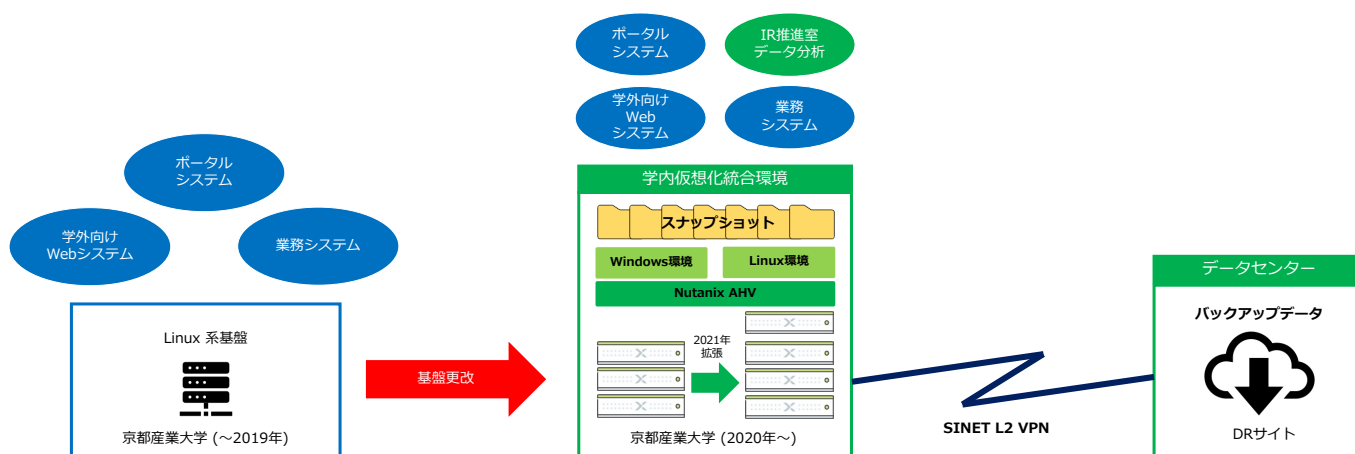 ポータル
システム
学外向け
Webシステム
業務システム
Linux 系基盤
京都産業大学 (～2019年)
基盤更改
ポータル
システム
IR推進室
データ分析
学外向け
Web
システム
業務
システム
学内仮想化統合環境
スナップショット
Windows環境
Linux環境
Nutanix AHV
2021年
拡張
京都産業大学 (2020年～)
SINET L2 VPN
データセンター
バックアップデータ
DRサイト